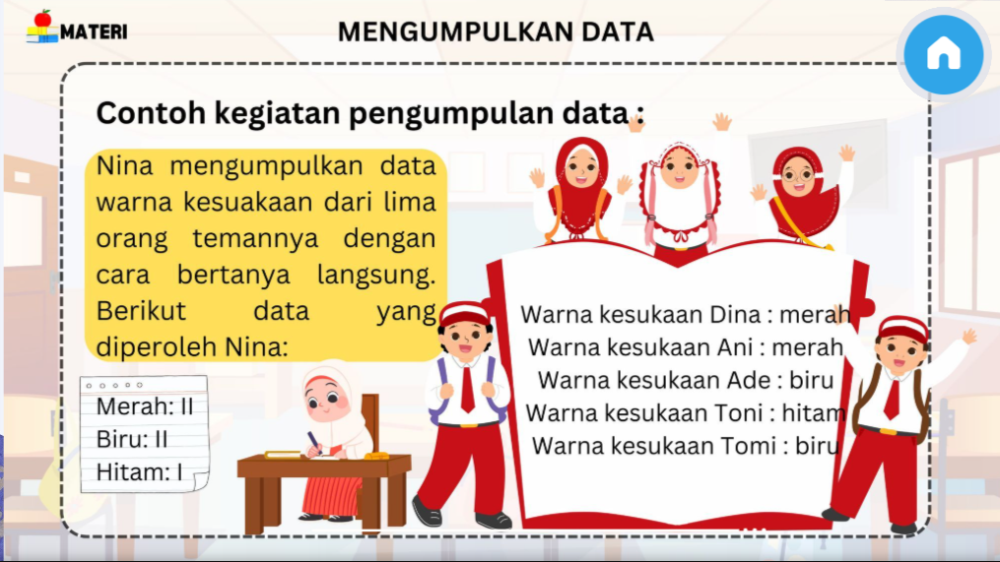 MATERI
MENGUMPULKAN DATA
Contoh kegiatan pengumpulan data :
Nina mengumpulkan data
warna kesuakaan dari lima
orang temannya dengan
cara bertanya langsung.
Berikut data yang
diperoleh Nina:
Merah: II
Biru: II
Hitam: I
Warna kesukaan Dina : merah
Warna kesukaan Ani : merah
Warna kesukaan Ade : biru
Warna kesukaan Toni : hitam
Warna kesukaan Tomi : biru